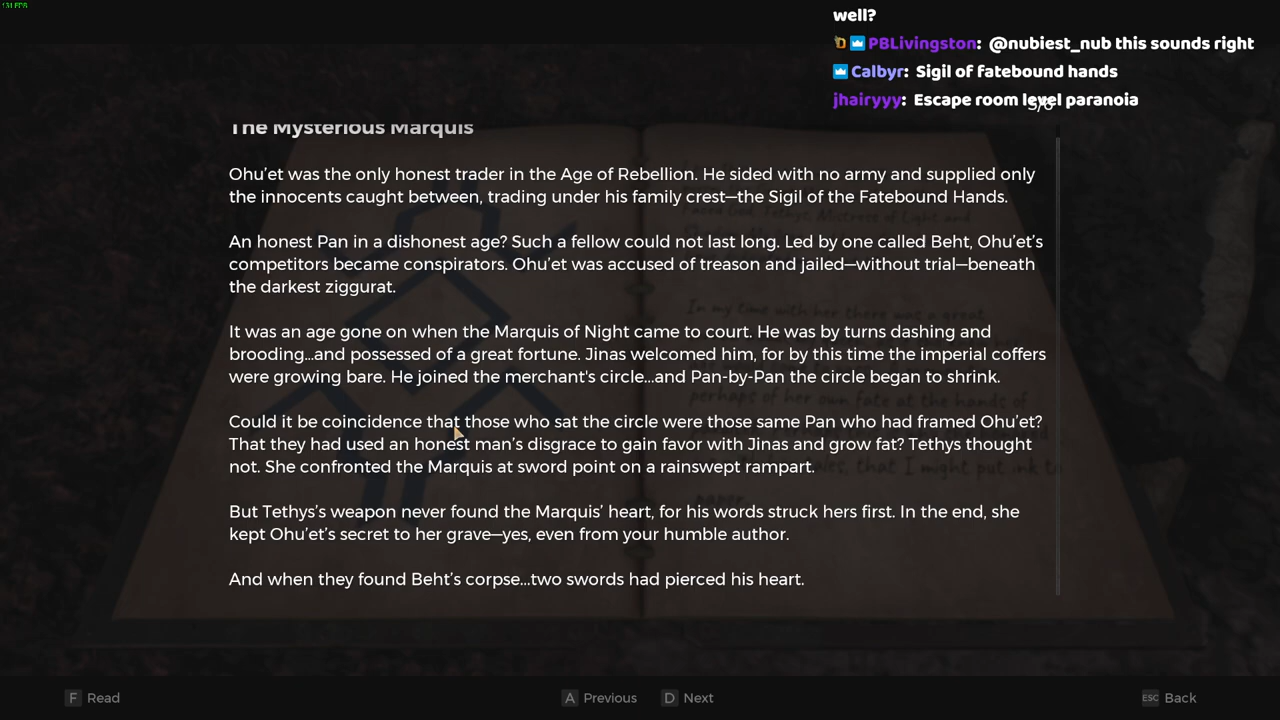 131 FPS
well?
PBLivingston: @nubiest_nub this sounds right
Calbyr: Sigil of fatebound hands
jhairyyy: Escape room level paranoia
The Mysterious Marquis
Ohu’et was the only honest trader in the Age of Rebellion. He sided with no army and supplied only
the innocents caught between, trading under his family crest—the Sigil of the Fatebound Hands.
An honest Pan in a dishonest age? Such a fellow could not last long. Led by one called Beht, Ohu’et’s
competitors became conspirators. Ohu’et was accused of treason and jailed—without trial—beneath
the darkest ziggurat.
It was an age gone on when the Marquis of Night came to court. He was by turns dashing and
brooding...and possessed of a great fortune. Jinas welcomed him, for by this time the imperial coffers
were growing bare. He joined the merchant's circle...and Pan-by-Pan the circle began to shrink.
Could it be coincidence that those who sat the circle were those same Pan who had framed Ohu’et?
That they had used an honest man’s disgrace to gain favor with Jinas and grow fat? Tethys thought
not. She confronted the Marquis at sword point on a rainswept rampart.
But Tethys’s weapon never found the Marquis’ heart, for his words struck hers first. In the end, she
kept Ohu’et’s secret to her grave—yes, even from your humble author.
And when they found Beht’s corpse...two swords had pierced his heart.
F Read
A Previous
D Next
ESC Back